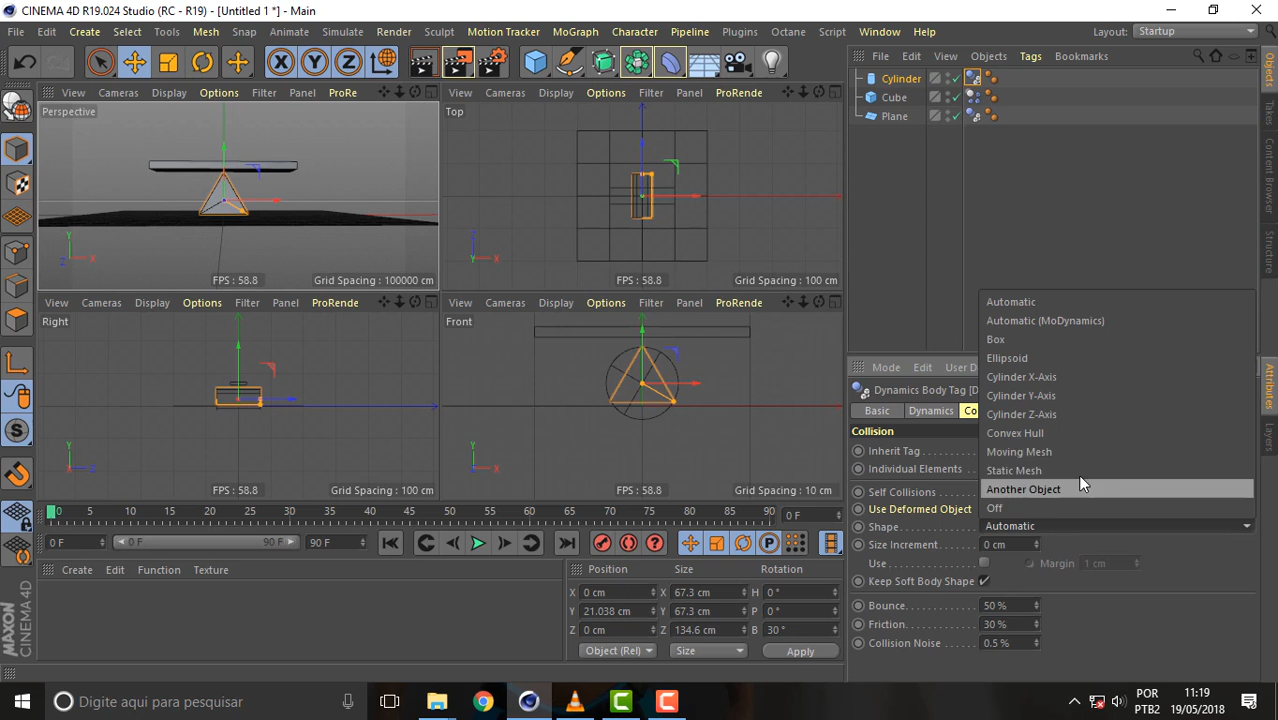 CINEMA 4D R19.024 Studio (RC - R19) - [Untitled 1 *] - Main
File Edit Create Select Tools Mesh Snap Animate Simulate Render Motion Tracker MoGraph Character Pipeline Plugins Octane Script Window Help Layout: Startup
X Y Z
View Cameras Display Options Filter Panel ProRe
View Cameras Display Options Filter Panel ProRende
File Edit View Objects Tags Bookmarks
Perspective
Top
Cylinder
Cube
Plane
FPS : 58.8 Grid Spacing : 100000 cm
FPS : 58.8 Grid Spacing : 100 cm
View Cameras Display Options Filter Panel ProRende
View Cameras Display Options Filter Panel ProRende
Right
Front
FPS : 58.8 Grid Spacing : 100 cm
FPS : 58.8 Grid Spacing : 10 cm
Objects
Takes
Content Browser
Structure
Attributes
Layers
Mode Edit User D
Dynamics Body Tag [D
Basic Dynamics Co
Collision
Inherit Tag
Individual Elements
Self Collisions
Use Deformed Object
Shape Automatic
Size Increment 0 cm
Use Margin 1 cm
Keep Soft Body Shape
Bounce 50 %
Friction 30 %
Collision Noise 0.5 %
Automatic
Automatic (MoDynamics)
Box
Ellipsoid
Cylinder X-Axis
Cylinder Y-Axis
Cylinder Z-Axis
Convex Hull
Moving Mesh
Static Mesh
Another Object
Off
0 5 10 15 20 25 30 35 40 45 50 55 60 65 70 75 80 85 90 0 F
0 F 0 F 90 F 90 F
Create Edit Function Texture
Position Size Rotation
X 0 cm X 67.3 cm H 0 °
Y 21.038 cm Y 67.3 cm P 0 °
Z 0 cm Z 134.6 cm B 30 °
Object (Rel) Size Apply
MAXON CINEMA 4D
Digite aqui para pesquisar
POR
PTB2
11:19
19/05/2018